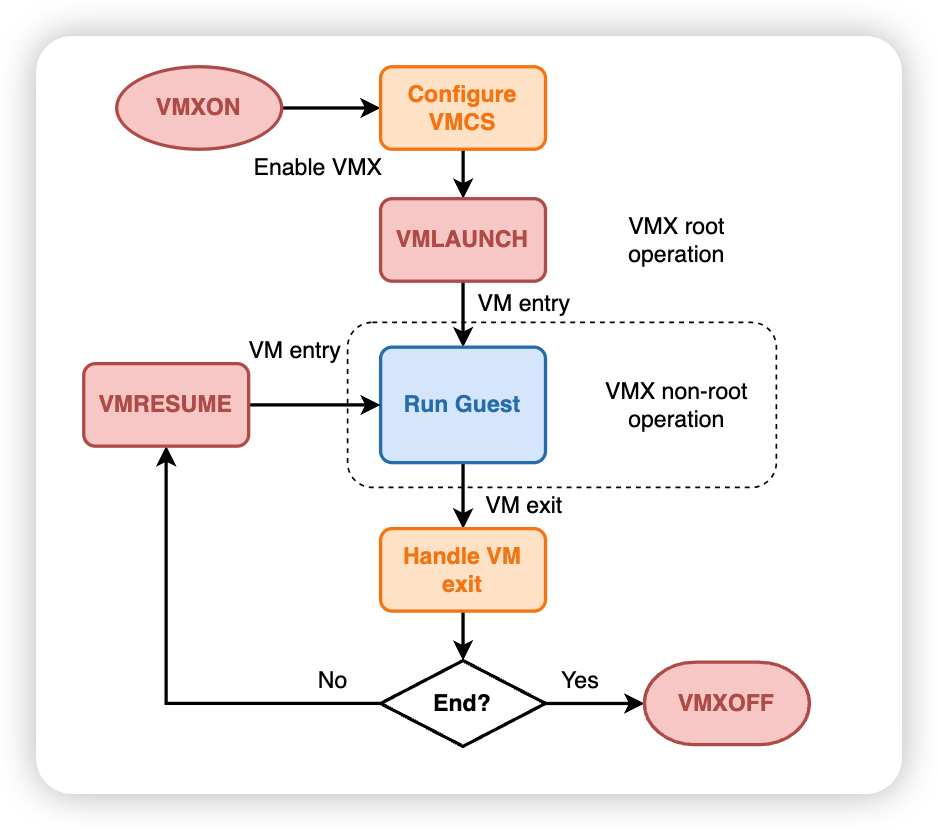 VMXON
Configure
VMCS
Enable VMX
VMLAUNCH
VMX root
operation
VM entry
VM entry
VMRESUME
Run Guest
VMX non-root
operation
VM exit
Handle VM
exit
No
End?
Yes
VMXOFF